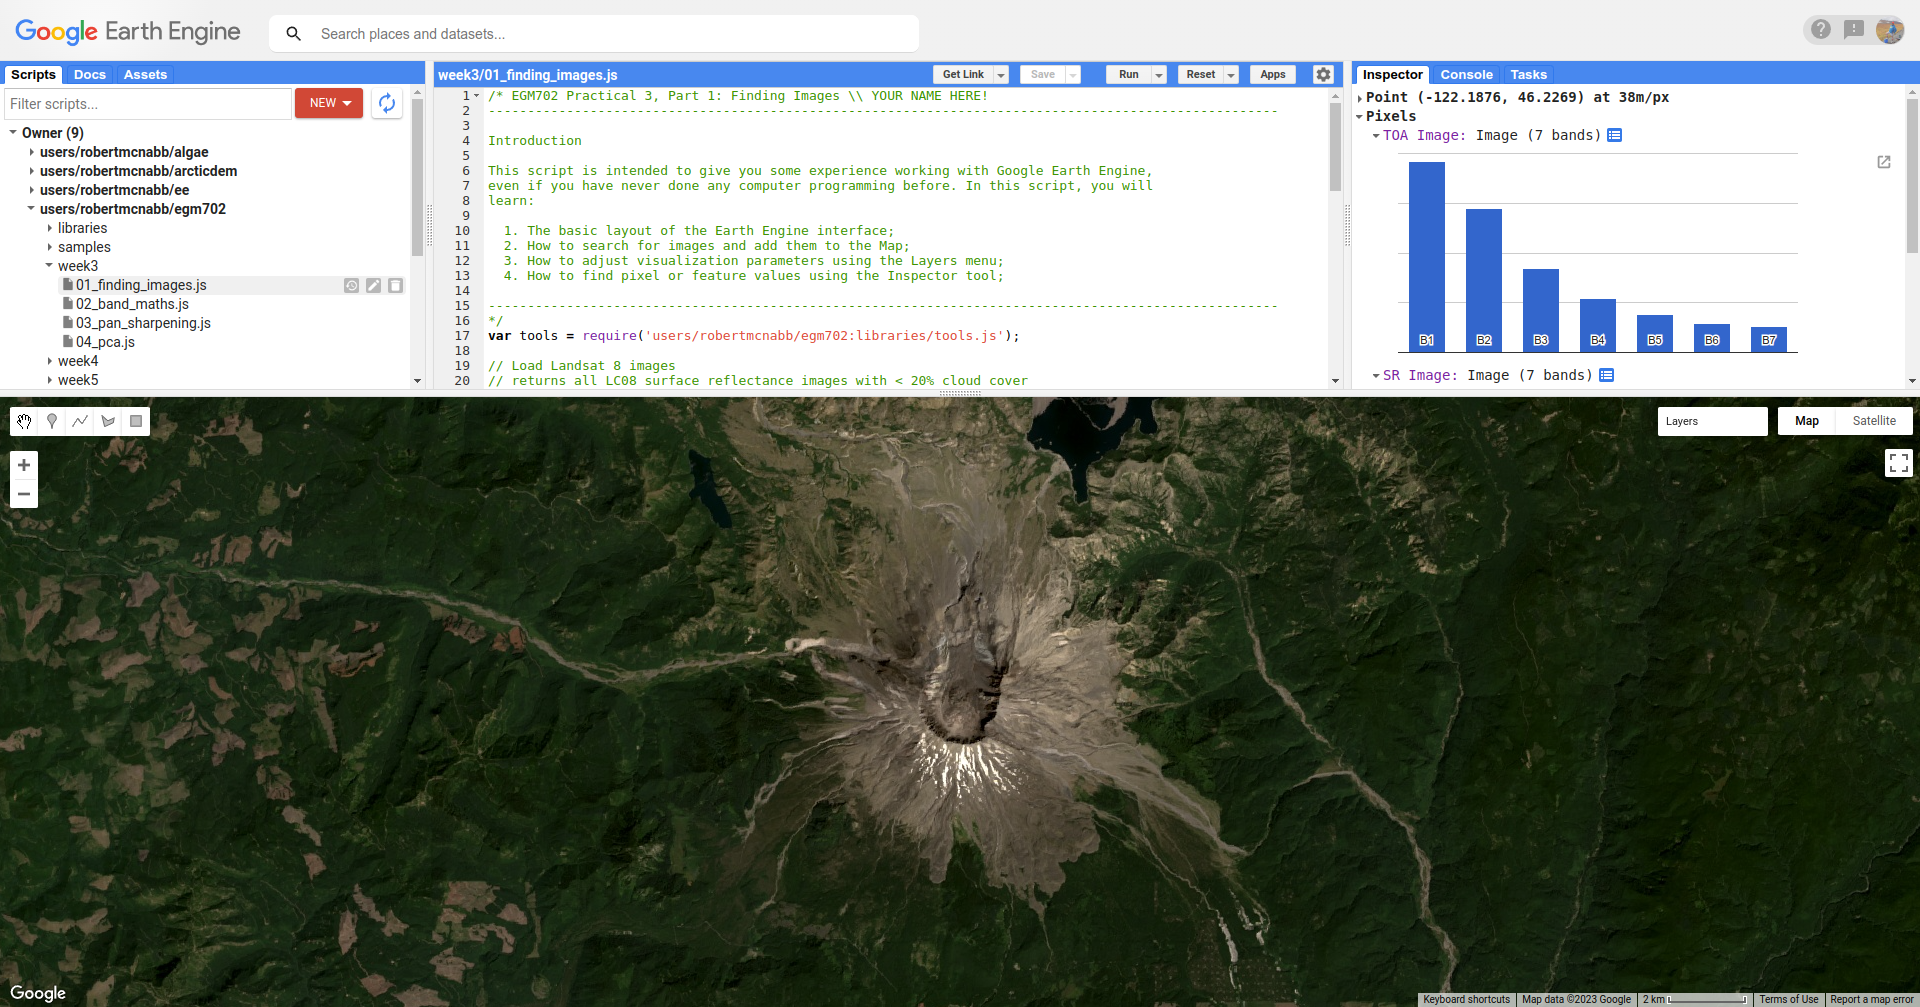 Google Earth Engine
Search places and datasets...
Scripts Docs Assets
Filter scripts...
NEW
Owner (9)
users/robertmcnabb/algae
users/robertmcnabb/arcticdem
users/robertmcnabb/ee
users/robertmcnabb/egm702
libraries
samples
week3
01_finding_images.js
02_band_maths.js
03_pan_sharpening.js
04_pca.js
week4
week5
week3/01_finding_images.js
Get Link Save Run Reset Apps
1 /* EGM702 Practical 3, Part 1: Finding Images \\ YOUR NAME HERE!
2 -----------------------------------------------------------------------------------------------------
3
4 Introduction
5
6 This script is intended to give you some experience working with Google Earth Engine,
7 even if you have never done any computer programming before. In this script, you will
8 learn:
9
10 1. The basic layout of the Earth Engine interface;
11 2. How to search for images and add them to the Map;
12 3. How to adjust visualization parameters using the Layers menu;
13 4. How to find pixel or feature values using the Inspector tool;
14
15 -----------------------------------------------------------------------------------------------------
16 */
17 var tools = require('users/robertmcnabb/egm702:libraries/tools.js');
18
19 // Load Landsat 8 images
20 // returns all LC08 surface reflectance images with < 20% cloud cover
Inspector Console Tasks
Point (-122.1876, 46.2269) at 38m/px
Pixels
TOA Image: Image (7 bands)
B1 B2 B3 B4 B5 B6 B7
SR Image: Image (7 bands)
Layers
Map Satellite
Google
Keyboard shortcuts Map data ©2023 Google 2 km Terms of Use Report a map error